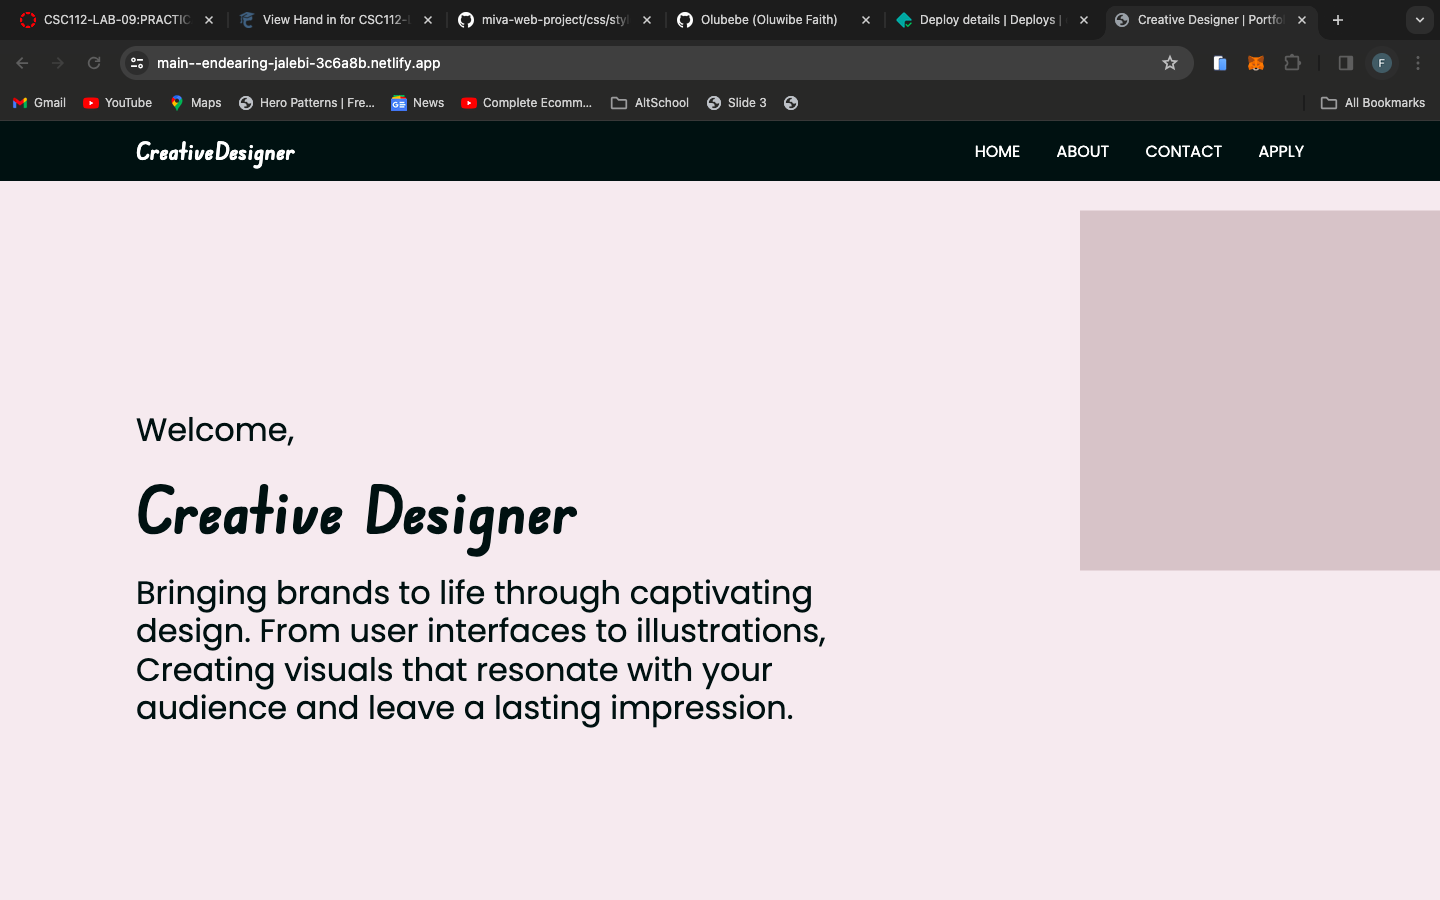 CSC112-LAB-09:PRACTIC
View Hand in for CSC112-L
miva-web-project/css/styl
Olubebe (Oluwibe Faith)
Deploy details | Deploys |
Creative Designer | Portfo
main--endearing-jalebi-3c6a8b.netlify.app
F
Gmail
YouTube
Maps
Hero Patterns | Fre...
News
Complete Ecomm...
AltSchool
Slide 3
All Bookmarks
CreativeDesigner
HOME ABOUT CONTACT APPLY
Welcome,
Creative Designer
Bringing brands to life through captivating
design. From user interfaces to illustrations,
Creating visuals that resonate with your
audience and leave a lasting impression.